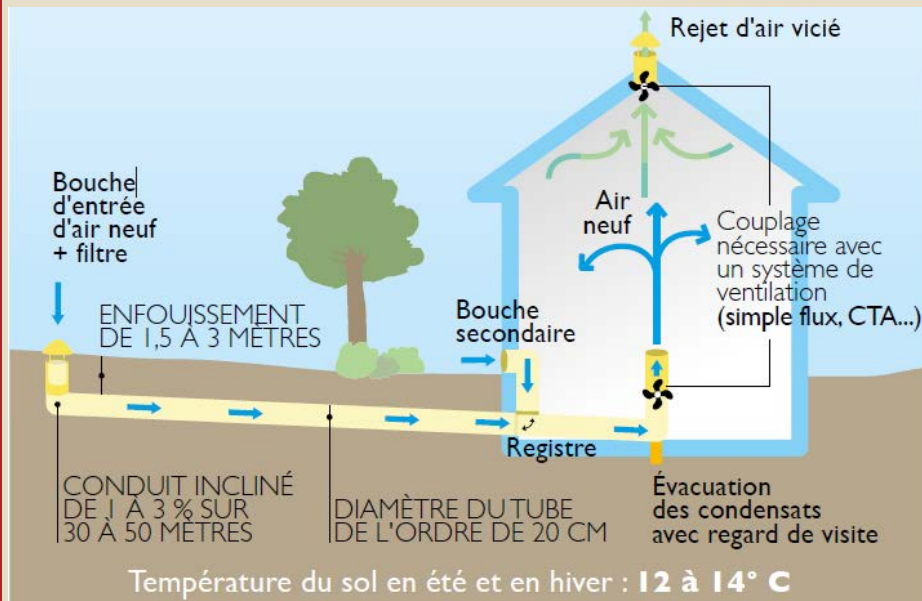 Rejet d'air vicié
Bouche
d'entrée
d'air neuf
+ filtre
Air
neuf
Couplage
nécessaire avec
un système de
ventilation
(simple flux, CTA...)
ENFOUISSEMENT
DE 1,5 À 3 MÈTRES
Bouche
secondaire
Registre
CONDUIT INCLINÉ
DE 1 À 3 % SUR
30 À 50 MÈTRES
DIAMÈTRE DU TUBE
DE L'ORDRE DE 20 CM
Évacuation
des condensats
avec regard de visite
Température du sol en été et en hiver : 12 à 14° C